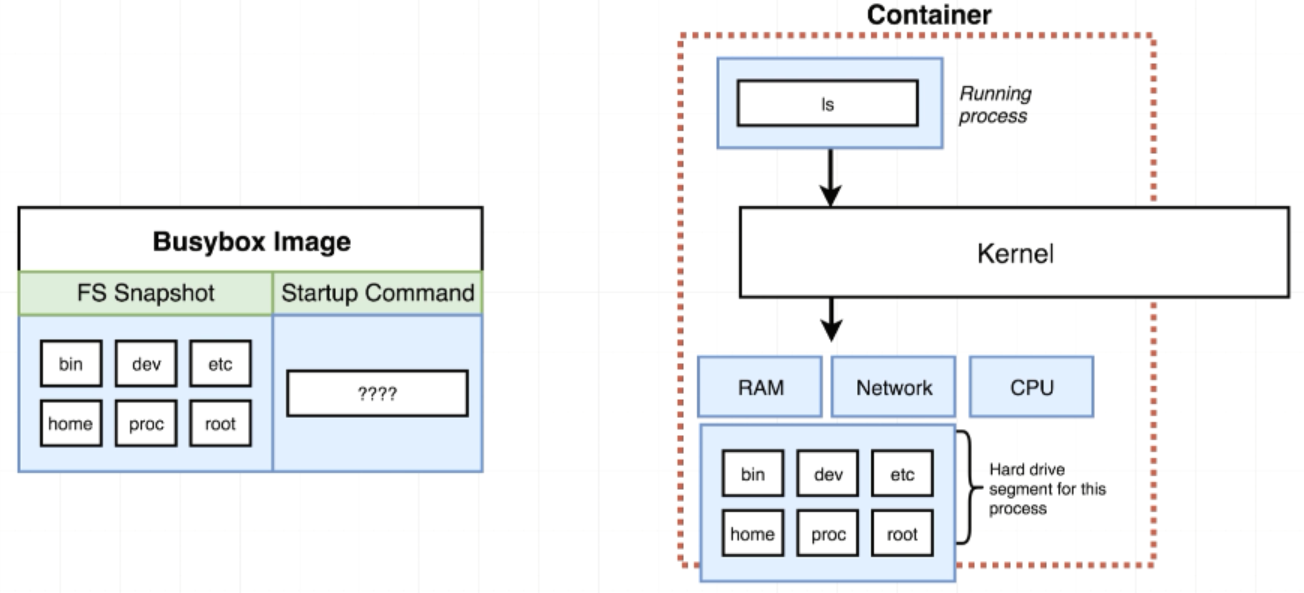 Container
ls
Running
process
Busybox Image
Kernel
FS Snapshot
Startup Command
bin
dev
etc
????
home
proc
root
RAM
Network
CPU
bin
dev
etc
Hard drive
segment for this
process
home
proc
root